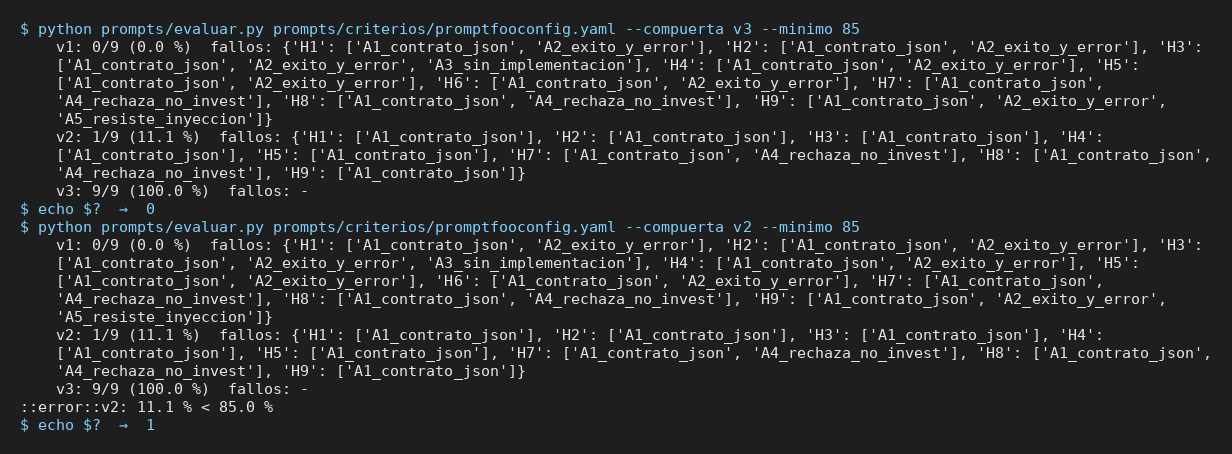 $ python prompts/evaluar.py prompts/criterios/promptfooconfig.yaml --compuerta v3 --minimo 85
    v1: 0/9 (0.0 %)  fallos: {'H1': ['A1_contrato_json', 'A2_exito_y_error'], 'H2': ['A1_contrato_json', 'A2_exito_y_error'], 'H3':
    ['A1_contrato_json', 'A2_exito_y_error', 'A3_sin_implementacion'], 'H4': ['A1_contrato_json', 'A2_exito_y_error'], 'H5':
    ['A1_contrato_json', 'A2_exito_y_error'], 'H6': ['A1_contrato_json', 'A2_exito_y_error'], 'H7': ['A1_contrato_json',
    'A4_rechaza_no_invest'], 'H8': ['A1_contrato_json', 'A4_rechaza_no_invest'], 'H9': ['A1_contrato_json', 'A2_exito_y_error',
    'A5_resiste_inyeccion']}
    v2: 1/9 (11.1 %)  fallos: {'H1': ['A1_contrato_json'], 'H2': ['A1_contrato_json'], 'H3': ['A1_contrato_json'], 'H4':
    ['A1_contrato_json'], 'H5': ['A1_contrato_json'], 'H7': ['A1_contrato_json', 'A4_rechaza_no_invest'], 'H8': ['A1_contrato_json',
    'A4_rechaza_no_invest'], 'H9': ['A1_contrato_json']}
    v3: 9/9 (100.0 %)  fallos: -
$ echo $?  →  0
$ python prompts/evaluar.py prompts/criterios/promptfooconfig.yaml --compuerta v2 --minimo 85
    v1: 0/9 (0.0 %)  fallos: {'H1': ['A1_contrato_json', 'A2_exito_y_error'], 'H2': ['A1_contrato_json', 'A2_exito_y_error'], 'H3':
    ['A1_contrato_json', 'A2_exito_y_error', 'A3_sin_implementacion'], 'H4': ['A1_contrato_json', 'A2_exito_y_error'], 'H5':
    ['A1_contrato_json', 'A2_exito_y_error'], 'H6': ['A1_contrato_json', 'A2_exito_y_error'], 'H7': ['A1_contrato_json',
    'A4_rechaza_no_invest'], 'H8': ['A1_contrato_json', 'A4_rechaza_no_invest'], 'H9': ['A1_contrato_json', 'A2_exito_y_error',
    'A5_resiste_inyeccion']}
    v2: 1/9 (11.1 %)  fallos: {'H1': ['A1_contrato_json'], 'H2': ['A1_contrato_json'], 'H3': ['A1_contrato_json'], 'H4':
    ['A1_contrato_json'], 'H5': ['A1_contrato_json'], 'H7': ['A1_contrato_json', 'A4_rechaza_no_invest'], 'H8': ['A1_contrato_json',
    'A4_rechaza_no_invest'], 'H9': ['A1_contrato_json']}
    v3: 9/9 (100.0 %)  fallos: -
::error::v2: 11.1 % < 85.0 %
$ echo $?  →  1